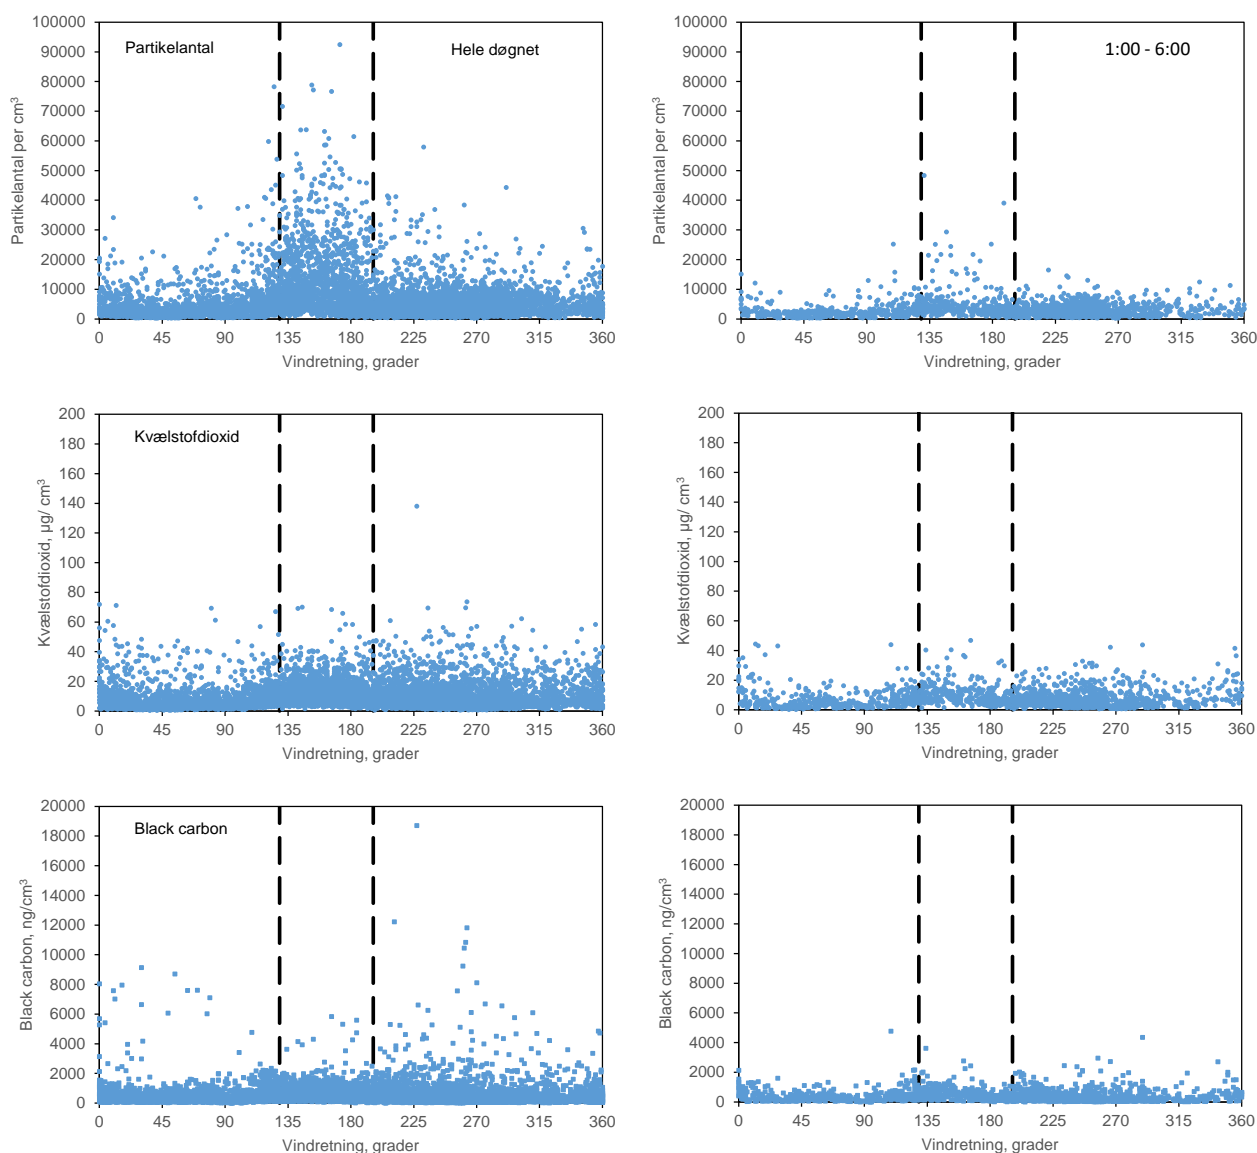 Partikelantal
Hele døgnet
Partikelantal per cm³
100000
90000
80000
70000
60000
50000
40000
30000
20000
10000
0
0 45 90 135 180 225 270 315 360
Vindretning, grader
1:00 - 6:00
Partikelantal per cm³
100000
90000
80000
70000
60000
50000
40000
30000
20000
10000
0
0 45 90 135 180 225 270 315 360
Vindretning, grader
Kvælstofdioxid
Kvælstofdioxid, µg/ cm³
200
180
160
140
120
100
80
60
40
20
0
0 45 90 135 180 225 270 315 360
Vindretning, grader
Kvælstofdioxid, µg/ cm³
200
180
160
140
120
100
80
60
40
20
0
0 45 90 135 180 225 270 315 360
Vindretning, grader
Black carbon
Black carbon, ng/cm³
20000
18000
16000
14000
12000
10000
8000
6000
4000
2000
0
0 45 90 135 180 225 270 315 360
Vindretning, grader
Black carbon, ng/cm³
20000
18000
16000
14000
12000
10000
8000
6000
4000
2000
0
0 45 90 135 180 225 270 315 360
Vindretning, grader